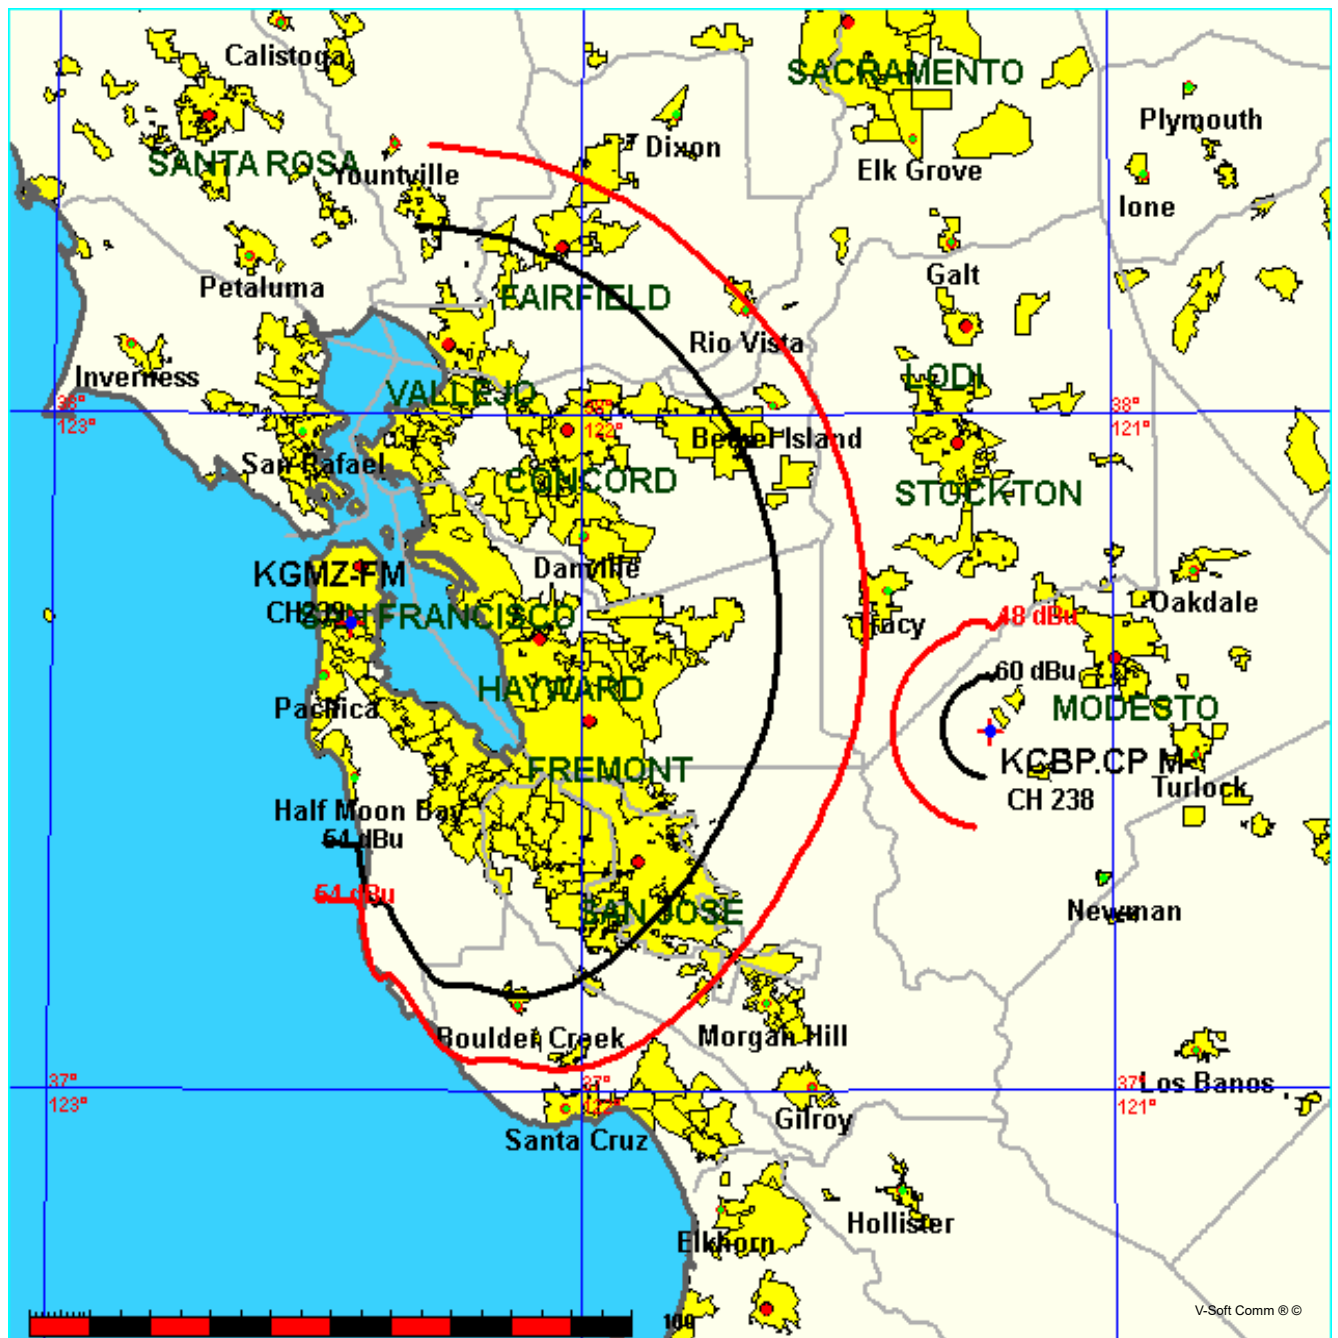 Calistoga
SACRAMENTO
Plymouth
Dixon
SANTA ROSA
Yountville
Elk Grove
Ione
Galt
Petaluma
FAIRFIELD
Rio Vista
Inverness
VALLEJO
LODI
38°
123°
38°
122°
38°
121°
Bethel Island
San Rafael
CONCORD
STOCKTON
KGMZ-FM
Danville
Oakdale
SAN FRANCISCO
Tracy
48 dBu
60 dBu
HAYWARD
Pacifica
MODESTO
KCBP.CP M
FREMONT
Turlock
CH 238
Half Moon Bay
54 dBu
54 dBu
SAN JOSE
Newman
Boulder Creek
Morgan Hill
37°
123°
37°
122°
37°
121°
Los Banos
Gilroy
Santa Cruz
Hollister
Elkhorn
100
V-Soft Comm ® ©